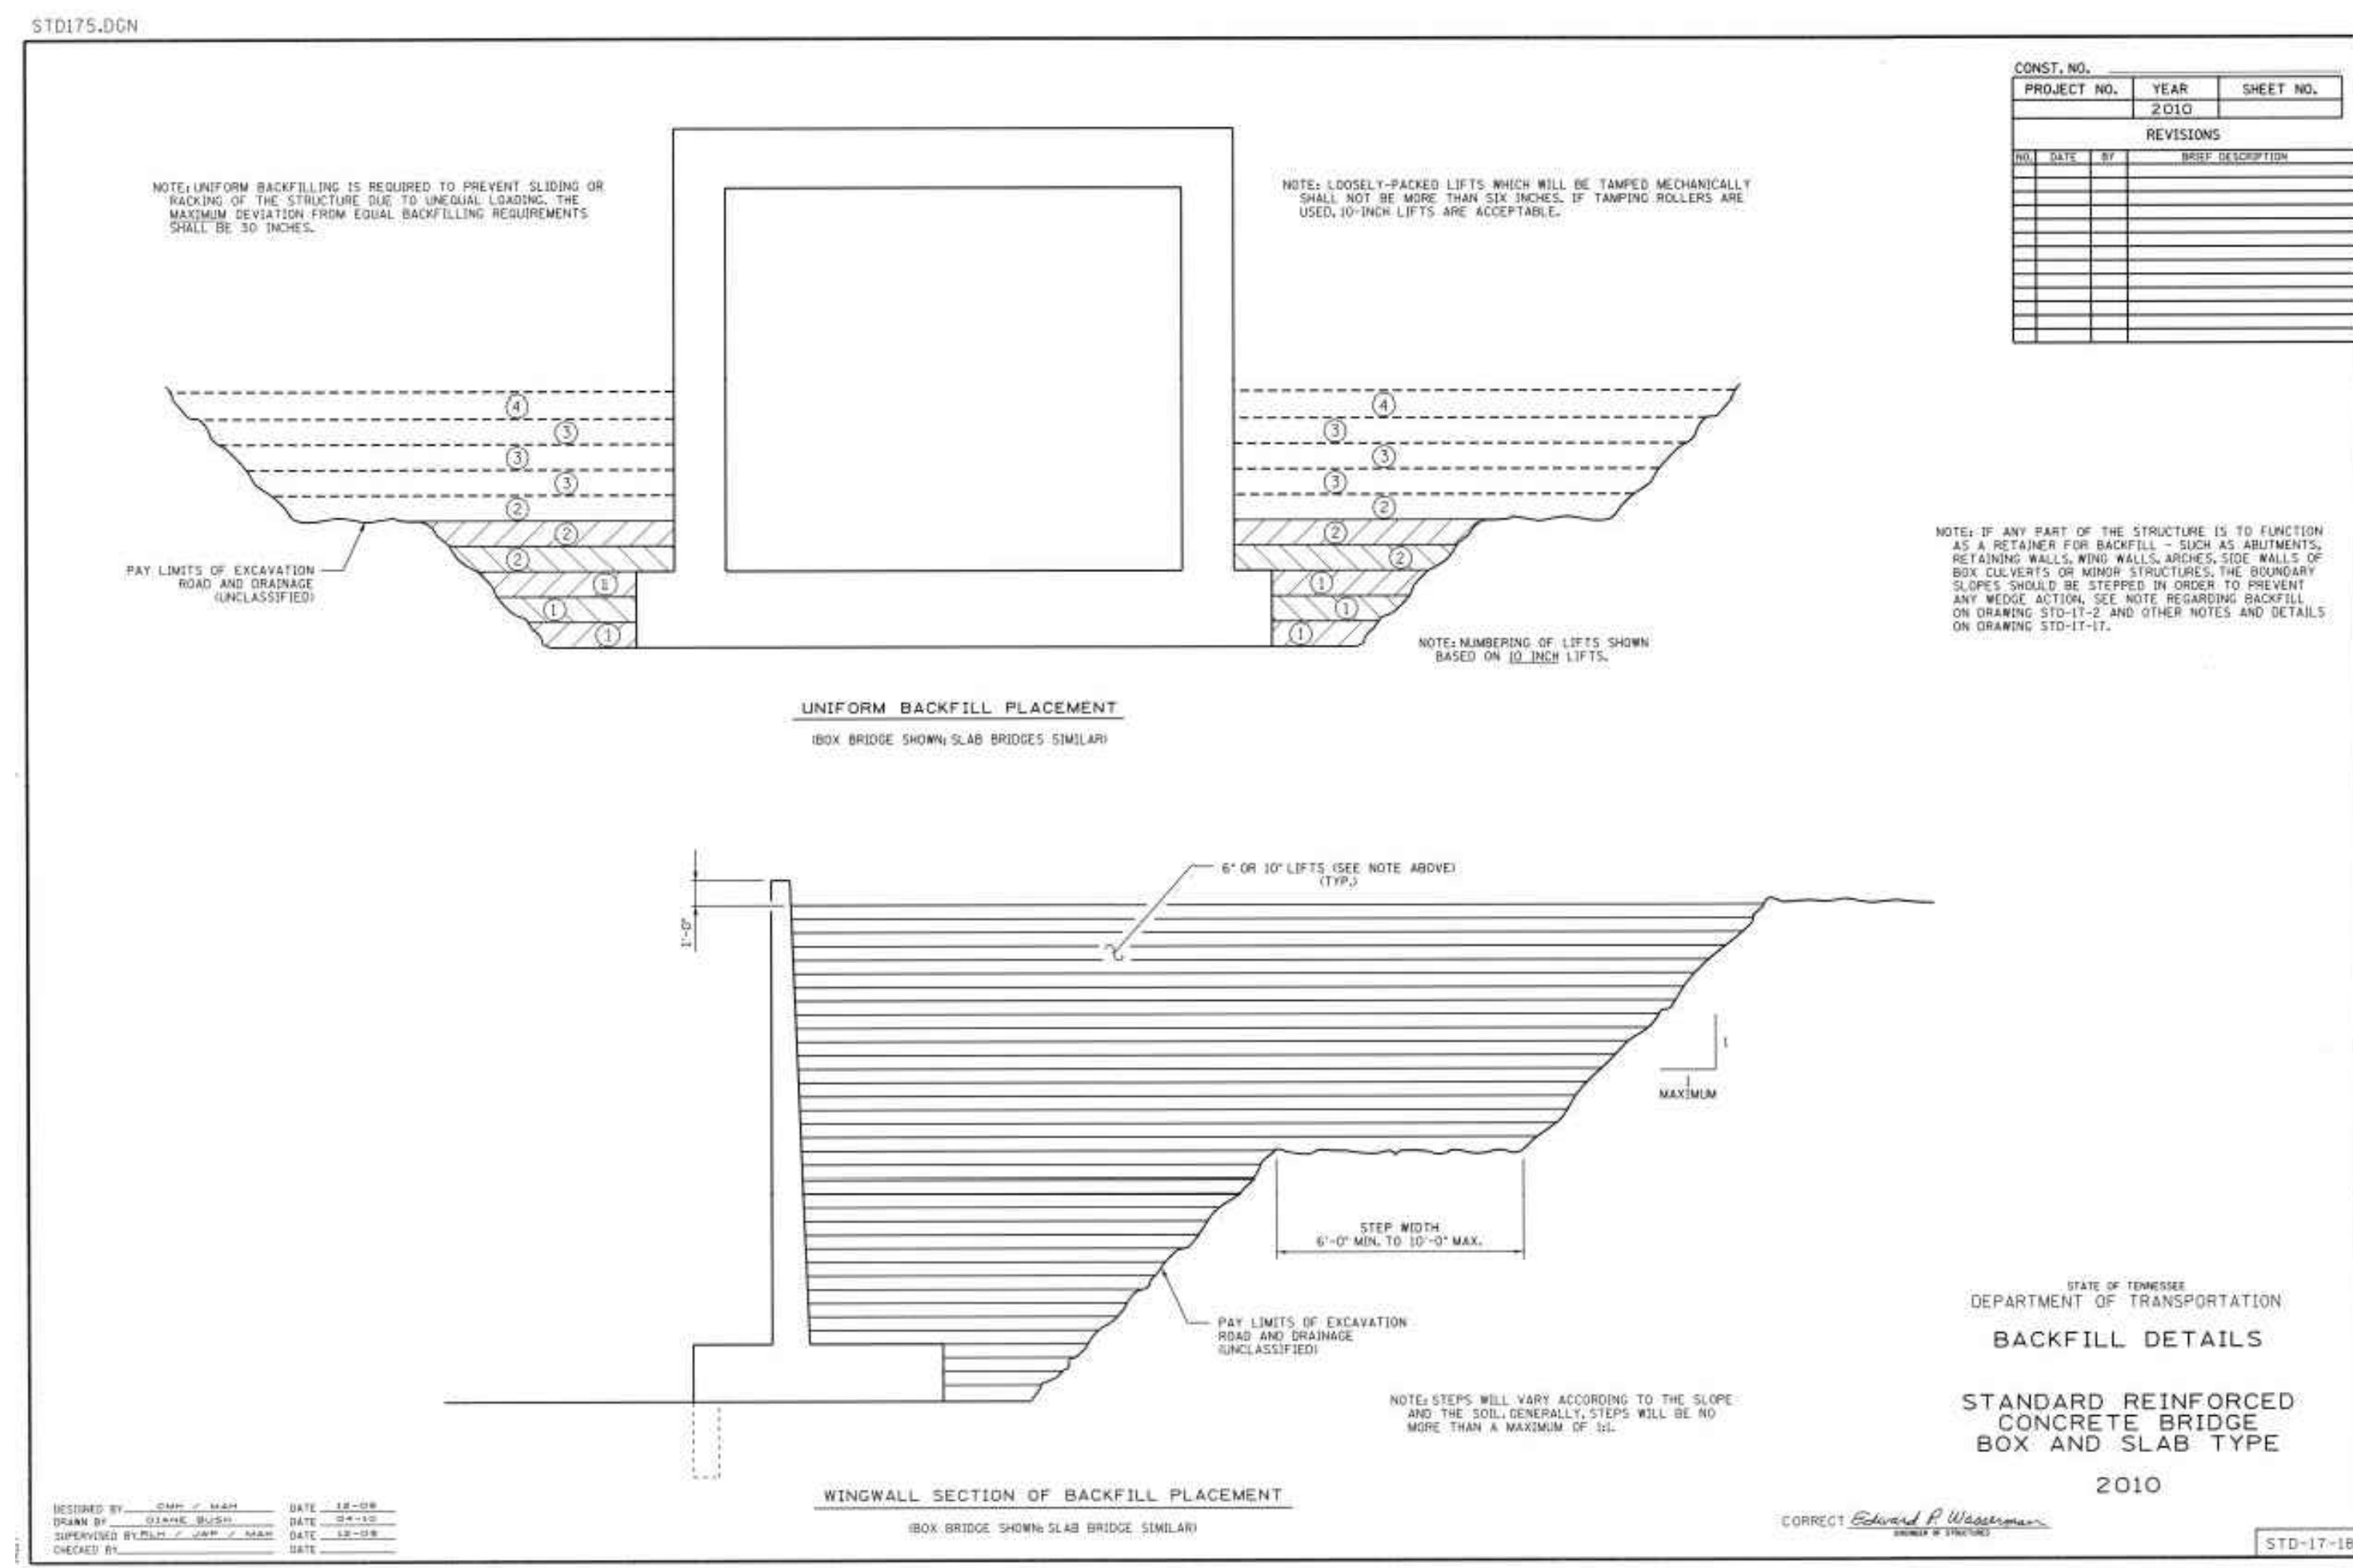 STD175.DGN
CONST. NO.
PROJECT NO. YEAR SHEET NO.
2010
REVISIONS
NO. DATE BY BRIEF DESCRIPTION
NOTE: UNIFORM BACKFILLING IS REQUIRED TO PREVENT SLIDING OR
RACKING OF THE STRUCTURE DUE TO UNEQUAL LOADING. THE
MAXIMUM DEVIATION FROM EQUAL BACKFILLING REQUIREMENTS
SHALL BE 30 INCHES.
NOTE: LOOSELY-PACKED LIFTS WHICH WILL BE TAMPED MECHANICALLY
SHALL NOT BE MORE THAN SIX INCHES. IF TAMPING ROLLERS ARE
USED, 10-INCH LIFTS ARE ACCEPTABLE.
4 4
3 3
3 3
3 3
2 2
2 2
2 2
1 1
1 1
1 1
PAY LIMITS OF EXCAVATION
ROAD AND DRAINAGE
(UNCLASSIFIED)
NOTE: IF ANY PART OF THE STRUCTURE IS TO FUNCTION
AS A RETAINER FOR BACKFILL - SUCH AS ABUTMENTS,
RETAINING WALLS, WING WALLS, ARCHES, SIDE WALLS OF
BOX CULVERTS OR MINOR STRUCTURES, THE BOUNDARY
SLOPES SHOULD BE STEPPED IN ORDER TO PREVENT
ANY WEDGE ACTION. SEE NOTE REGARDING BACKFILL
ON DRAWING STD-17-2 AND OTHER NOTES AND DETAILS
ON DRAWING STD-17-17.
NOTE: NUMBERING OF LIFTS SHOWN
BASED ON 10 INCH LIFTS.
UNIFORM BACKFILL PLACEMENT
(BOX BRIDGE SHOWN; SLAB BRIDGES SIMILAR)
6" OR 10" LIFTS (SEE NOTE ABOVE)
(TYP.)
1'-0"
1
1
MAXIMUM
STEP WIDTH
6'-0" MIN. TO 10'-0" MAX.
PAY LIMITS OF EXCAVATION
ROAD AND DRAINAGE
(UNCLASSIFIED)
NOTE: STEPS WILL VARY ACCORDING TO THE SLOPE
AND THE SOIL. GENERALLY, STEPS WILL BE NO
MORE THAN A MAXIMUM OF 1:1.
WINGWALL SECTION OF BACKFILL PLACEMENT
(BOX BRIDGE SHOWN; SLAB BRIDGE SIMILAR)
STATE OF TENNESSEE
DEPARTMENT OF TRANSPORTATION
BACKFILL DETAILS
STANDARD REINFORCED
CONCRETE BRIDGE
BOX AND SLAB TYPE
2010
CORRECT Edward P. Wasserman
ENGINEER OF STRUCTURES
STD-17-18
DESIGNED BY CMH / MAH DATE
DRAWN BY DIANE BUSH DATE 04-10
SUPERVISED BY RLH / JWP / MAH DATE
CHECKED BY DATE